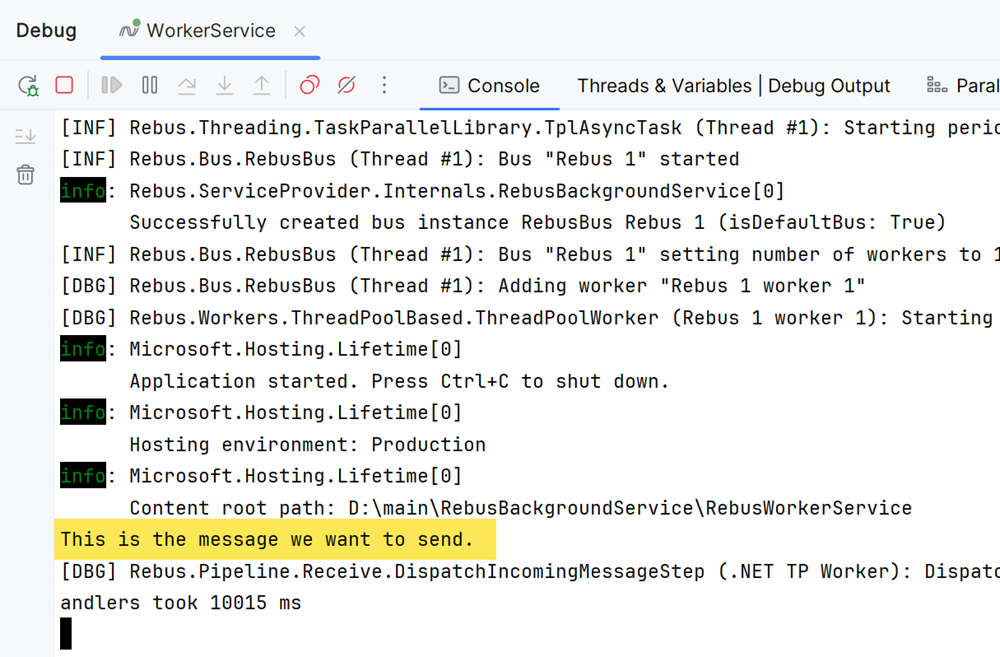 Debug
WorkerService
Console
Threads & Variables | Debug Output
Paral
[INF] Rebus.Threading.TaskParallelLibrary.TplAsyncTask (Thread #1): Starting perio
[INF] Rebus.Bus.RebusBus (Thread #1): Bus "Rebus 1" started
info: Rebus.ServiceProvider.Internals.RebusBackgroundService[0]
Successfully created bus instance RebusBus Rebus 1 (isDefaultBus: True)
[INF] Rebus.Bus.RebusBus (Thread #1): Bus "Rebus 1" setting number of workers to 1
[DBG] Rebus.Bus.RebusBus (Thread #1): Adding worker "Rebus 1 worker 1"
[DBG] Rebus.Workers.ThreadPoolBased.ThreadPoolWorker (Rebus 1 worker 1): Starting
info: Microsoft.Hosting.Lifetime[0]
Application started. Press Ctrl+C to shut down.
info: Microsoft.Hosting.Lifetime[0]
Hosting environment: Production
info: Microsoft.Hosting.Lifetime[0]
Content root path: D:\main\RebusBackgroundService\RebusWorkerService
This is the message we want to send.
[DBG] Rebus.Pipeline.Receive.DispatchIncomingMessageStep (.NET TP Worker): Dispatc
andlers took 10015 ms